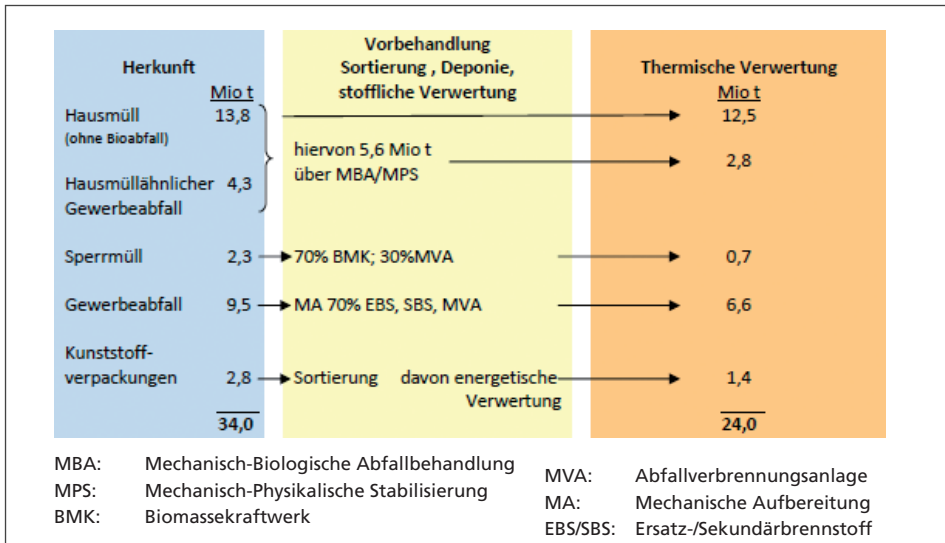 Herkunft
Mio t
Hausmüll 13,8
(ohne Bioabfall)
Hausmüllähnlicher 4,3
Gewerbeabfall
Sperrmüll 2,3
Gewerbeabfall 9,5
Kunststoff-
verpackungen 2,8
34,0
Vorbehandlung
Sortierung , Deponie,
stoffliche Verwertung
hiervon 5,6 Mio t
über MBA/MPS
70% BMK; 30%MVA
MA 70% EBS, SBS, MVA
Sortierung davon energetische
Verwertung
Thermische Verwertung
Mio t
12,5
2,8
0,7
6,6
1,4
24,0
MBA: Mechanisch-Biologische Abfallbehandlung
MPS: Mechanisch-Physikalische Stabilisierung
BMK: Biomassekraftwerk
MVA: Abfallverbrennungsanlage
MA: Mechanische Aufbereitung
EBS/SBS: Ersatz-/Sekundärbrennstoff